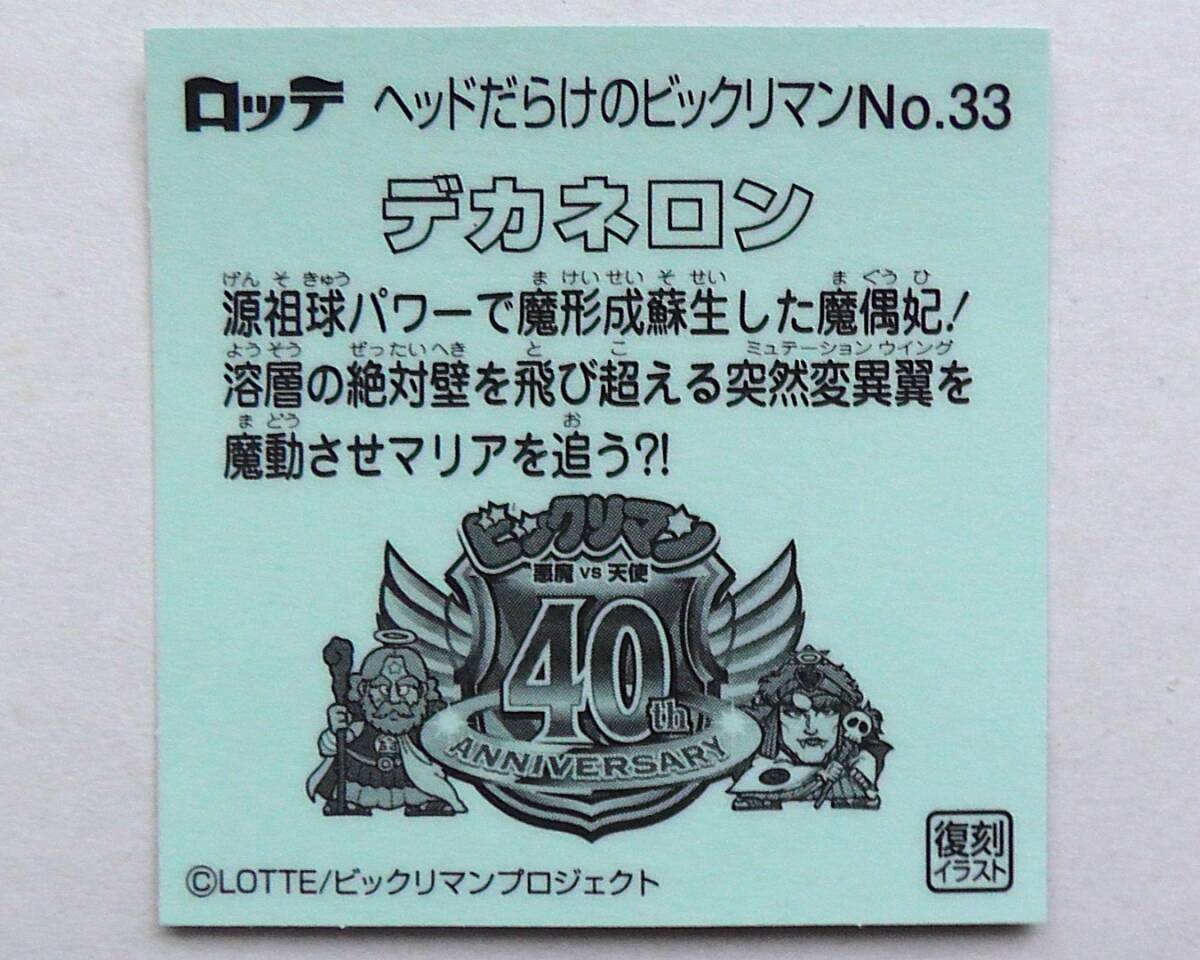 ロッテ ヘッドだらけのビックリマンNo.33
デカネロン
げんそきゅう まけいせいそせい まぐうひ
源祖球パワーで魔形成蘇生した魔偶妃!
ようそう ぜったいへき と こ ミュテーションウイング
溶層の絶対壁を飛び超える突然変異翼を
まどう お
魔動させマリアを追う?!
ビックリマン
悪魔 VS 天使
40th
ANNIVERSARY
復刻
イラスト
©LOTTE/ビックリマンプロジェクト